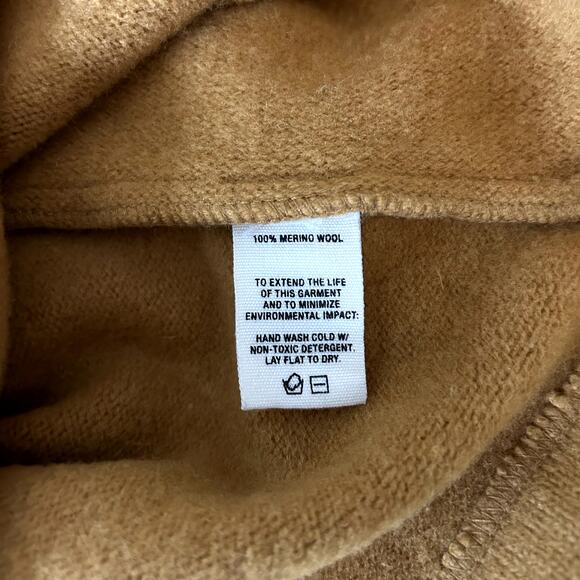 100% MERINO WOOL
TO EXTEND THE LIFE
OF THIS GARMENT
AND TO MINIMIZE
ENVIRONMENTAL IMPACT:
HAND WASH COLD W/
NON-TOXIC DETERGENT.
LAY FLAT TO DRY.